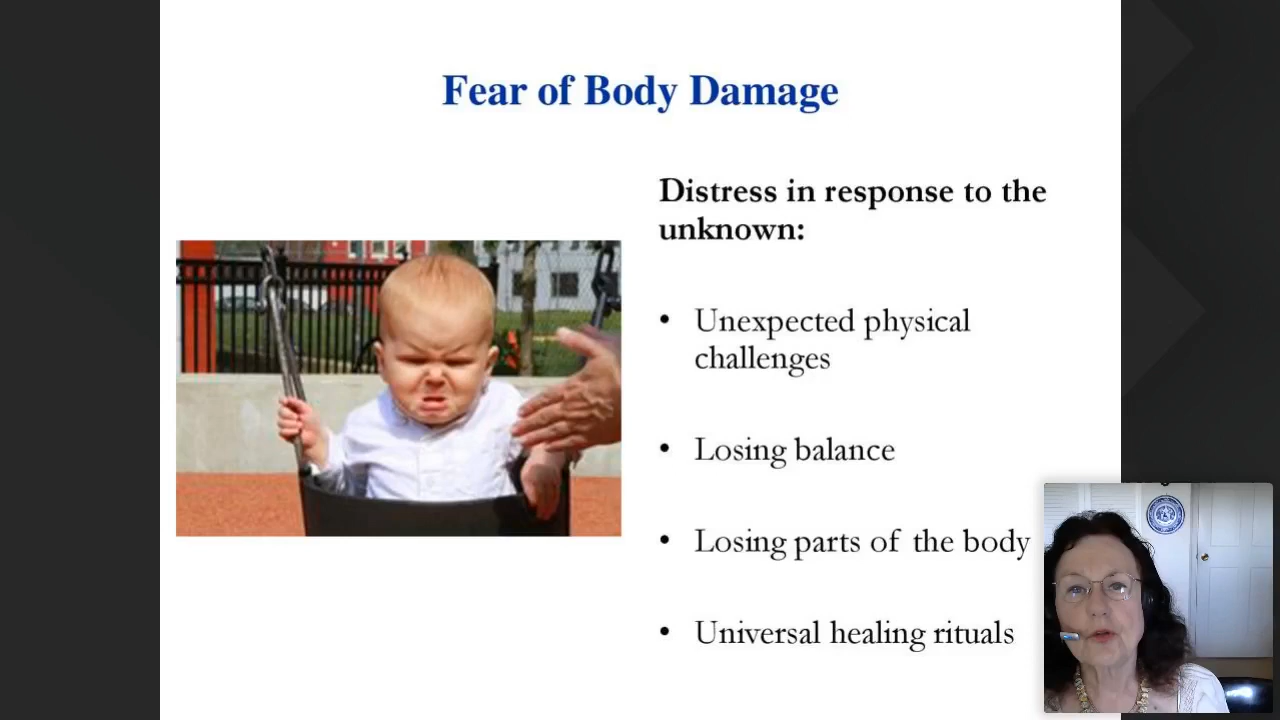 Fear of Body Damage
Distress in response to the
unknown:
• Unexpected physical
challenges
• Losing balance
• Losing parts of the body
• Universal healing rituals